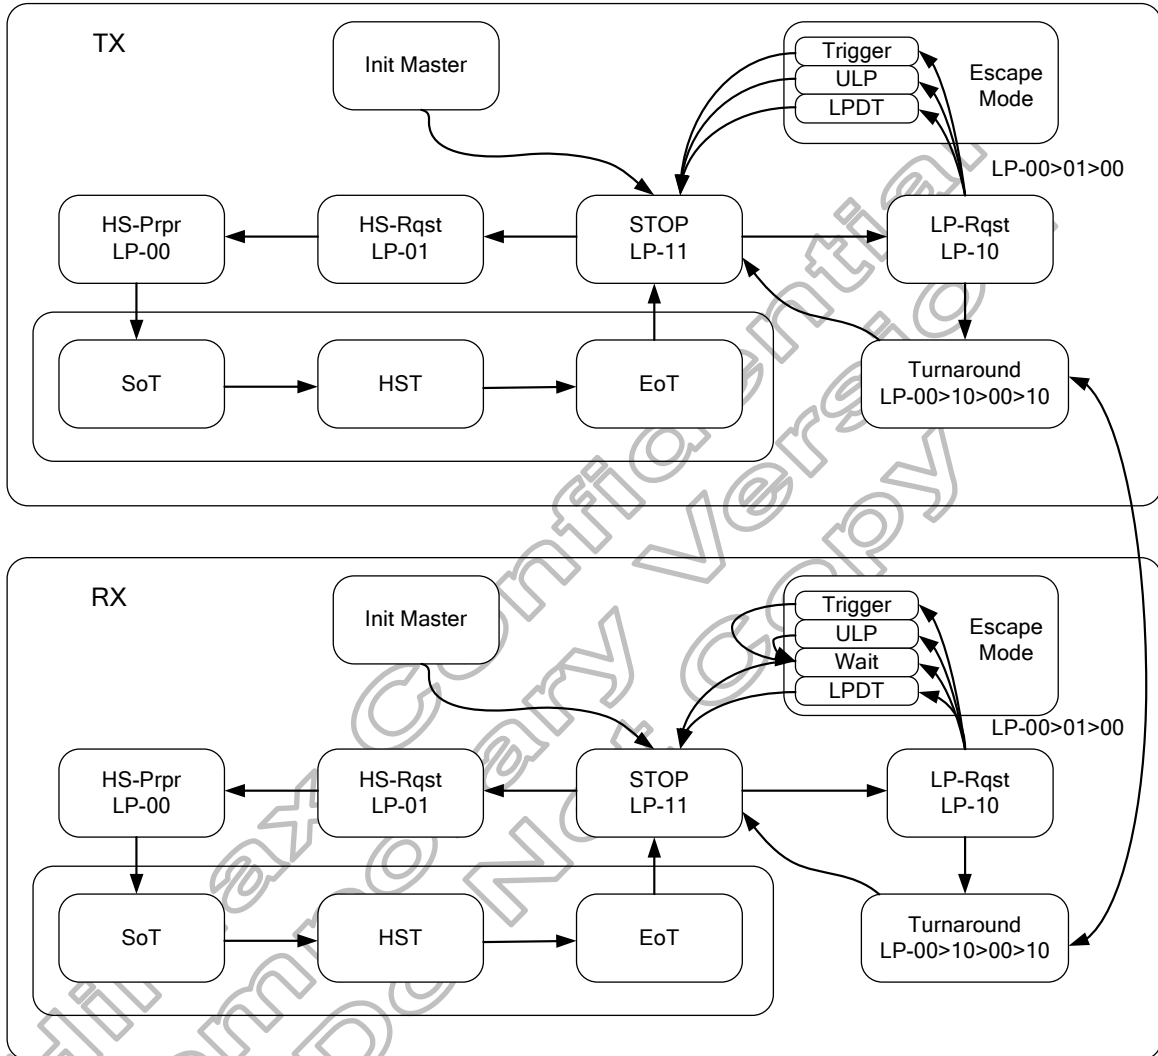 TX
Init Master
Trigger
ULP
LPDT
Escape
Mode
LP-00>01>00
HS-Prpr
LP-00
HS-Rqst
LP-01
STOP
LP-11
LP-Rqst
LP-10
SoT
HST
EoT
Turnaround
LP-00>10>00>10
RX
Init Master
Trigger
ULP
Wait
LPDT
Escape
Mode
LP-00>01>00
HS-Prpr
LP-00
HS-Rqst
LP-01
STOP
LP-11
LP-Rqst
LP-10
SoT
HST
EoT
Turnaround
LP-00>10>00>10
Confidential
Copy
Not